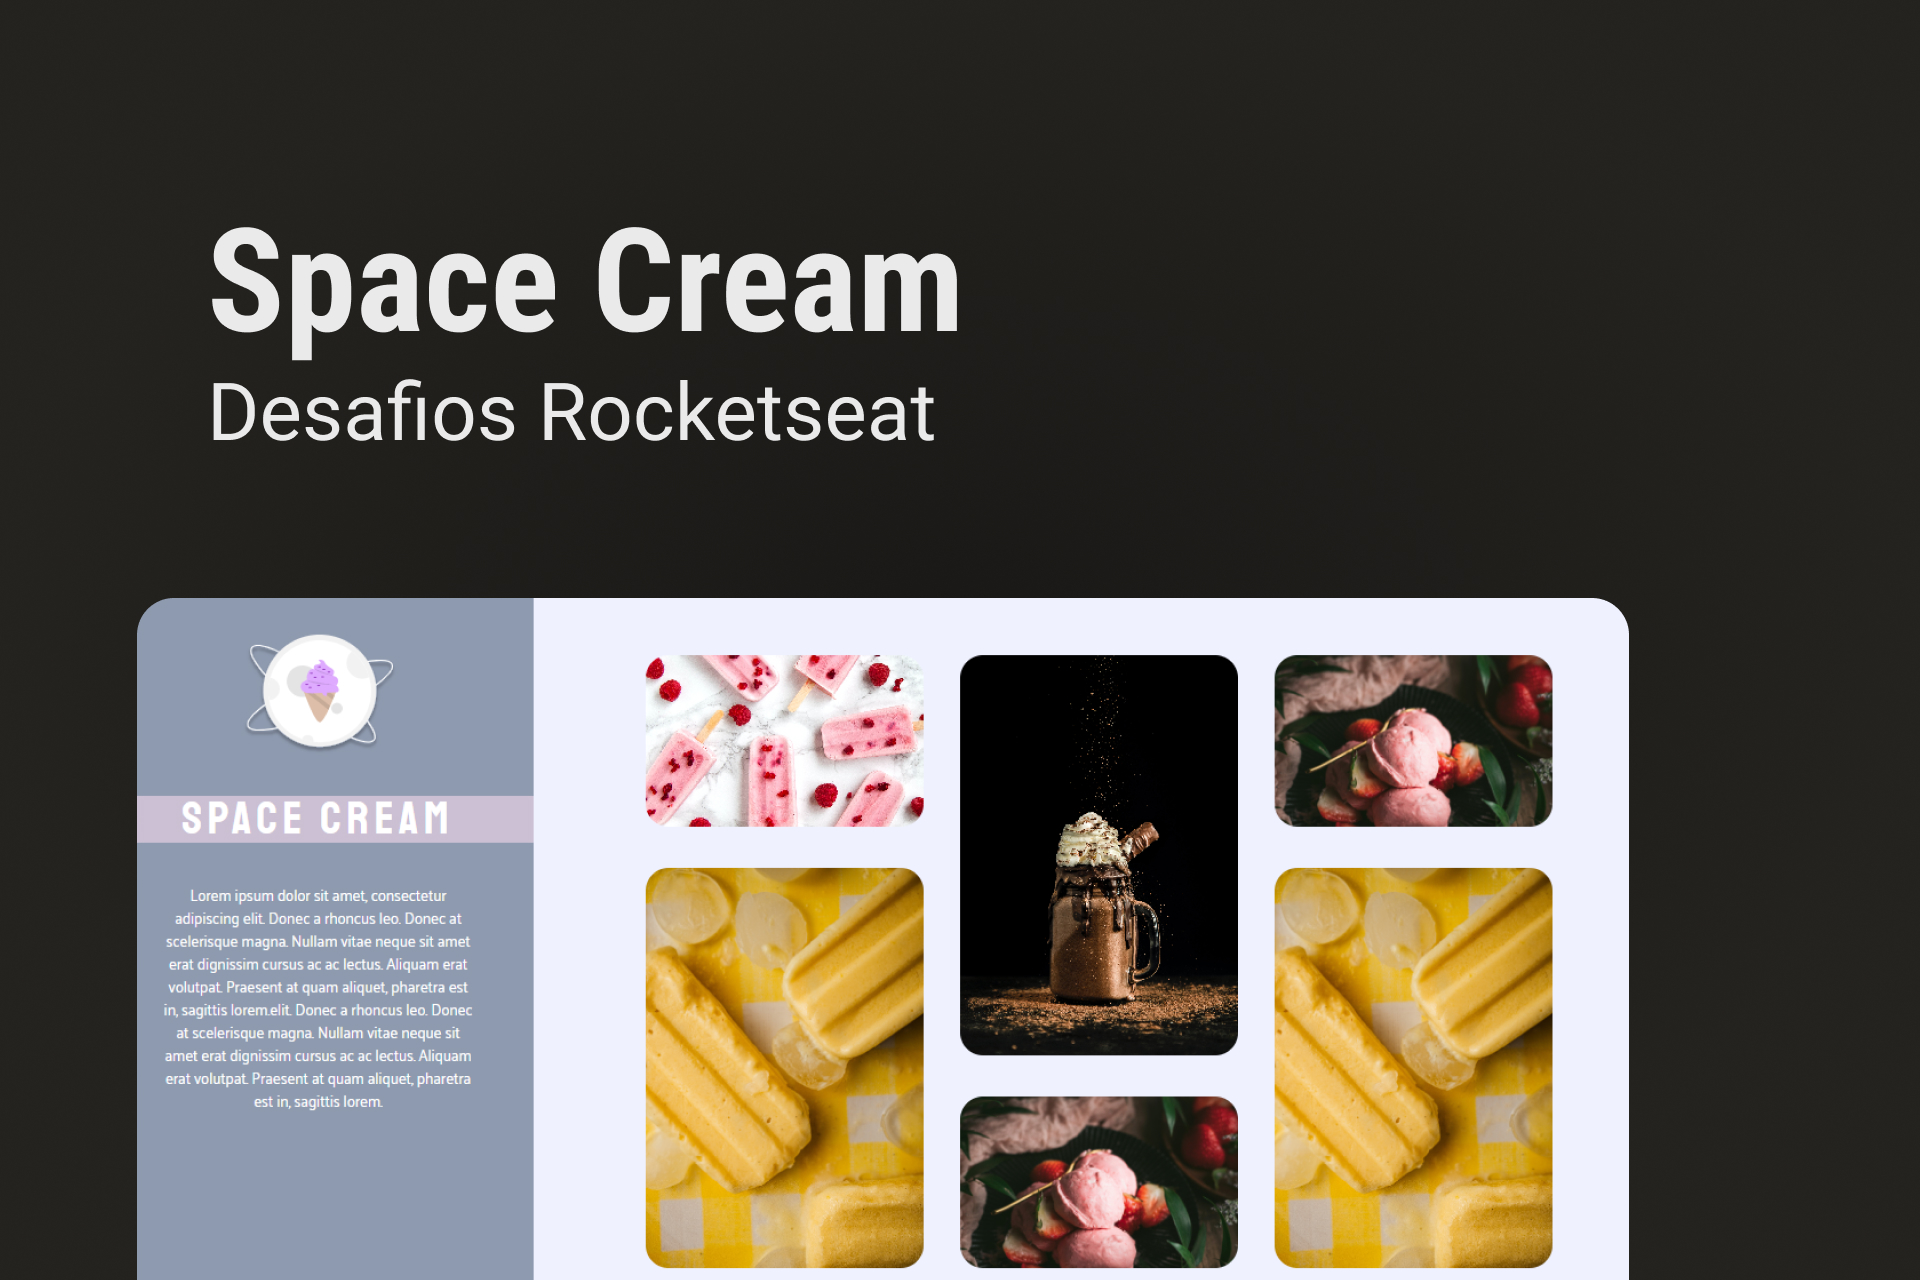 Space Cream
Desafios Rocketseat
SPACE CREAM
Lorem ipsum dolor sit amet, consectetur
adipiscing elit. Donec a rhoncus leo. Donec at
scelerisque magna. Nullam vitae neque sit amet
erat dignissim cursus ac ac lectus. Aliquam erat
volutpat. Praesent at quam aliquet, pharetra est
in, sagittis lorem.elit. Donec a rhoncus leo. Donec
at scelerisque magna. Nullam vitae neque sit
amet erat dignissim cursus ac ac lectus. Aliquam
erat volutpat. Praesent at quam aliquet, pharetra
est in, sagittis lorem.